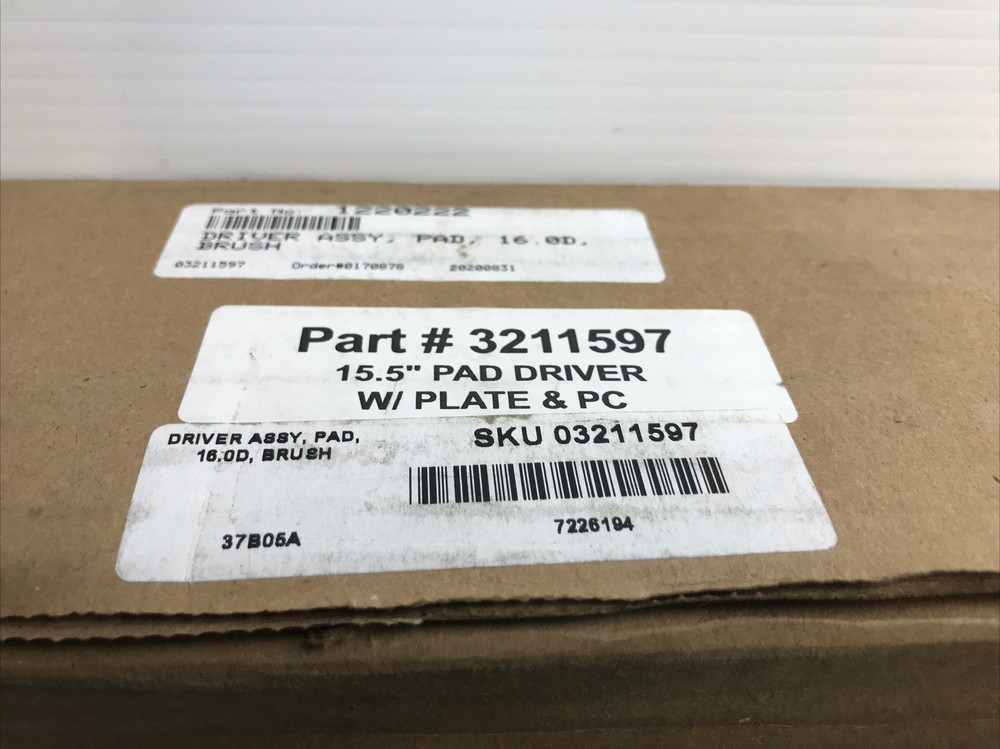 Part No: 1220222
DRIVER ASSY, PAD, 16.0D,
BRUSH
03211597 Order#0170878 20200831
Part # 3211597
15.5" PAD DRIVER
W/ PLATE & PC
DRIVER ASSY, PAD,
16.0D, BRUSH
SKU 03211597
37B05A
7226194